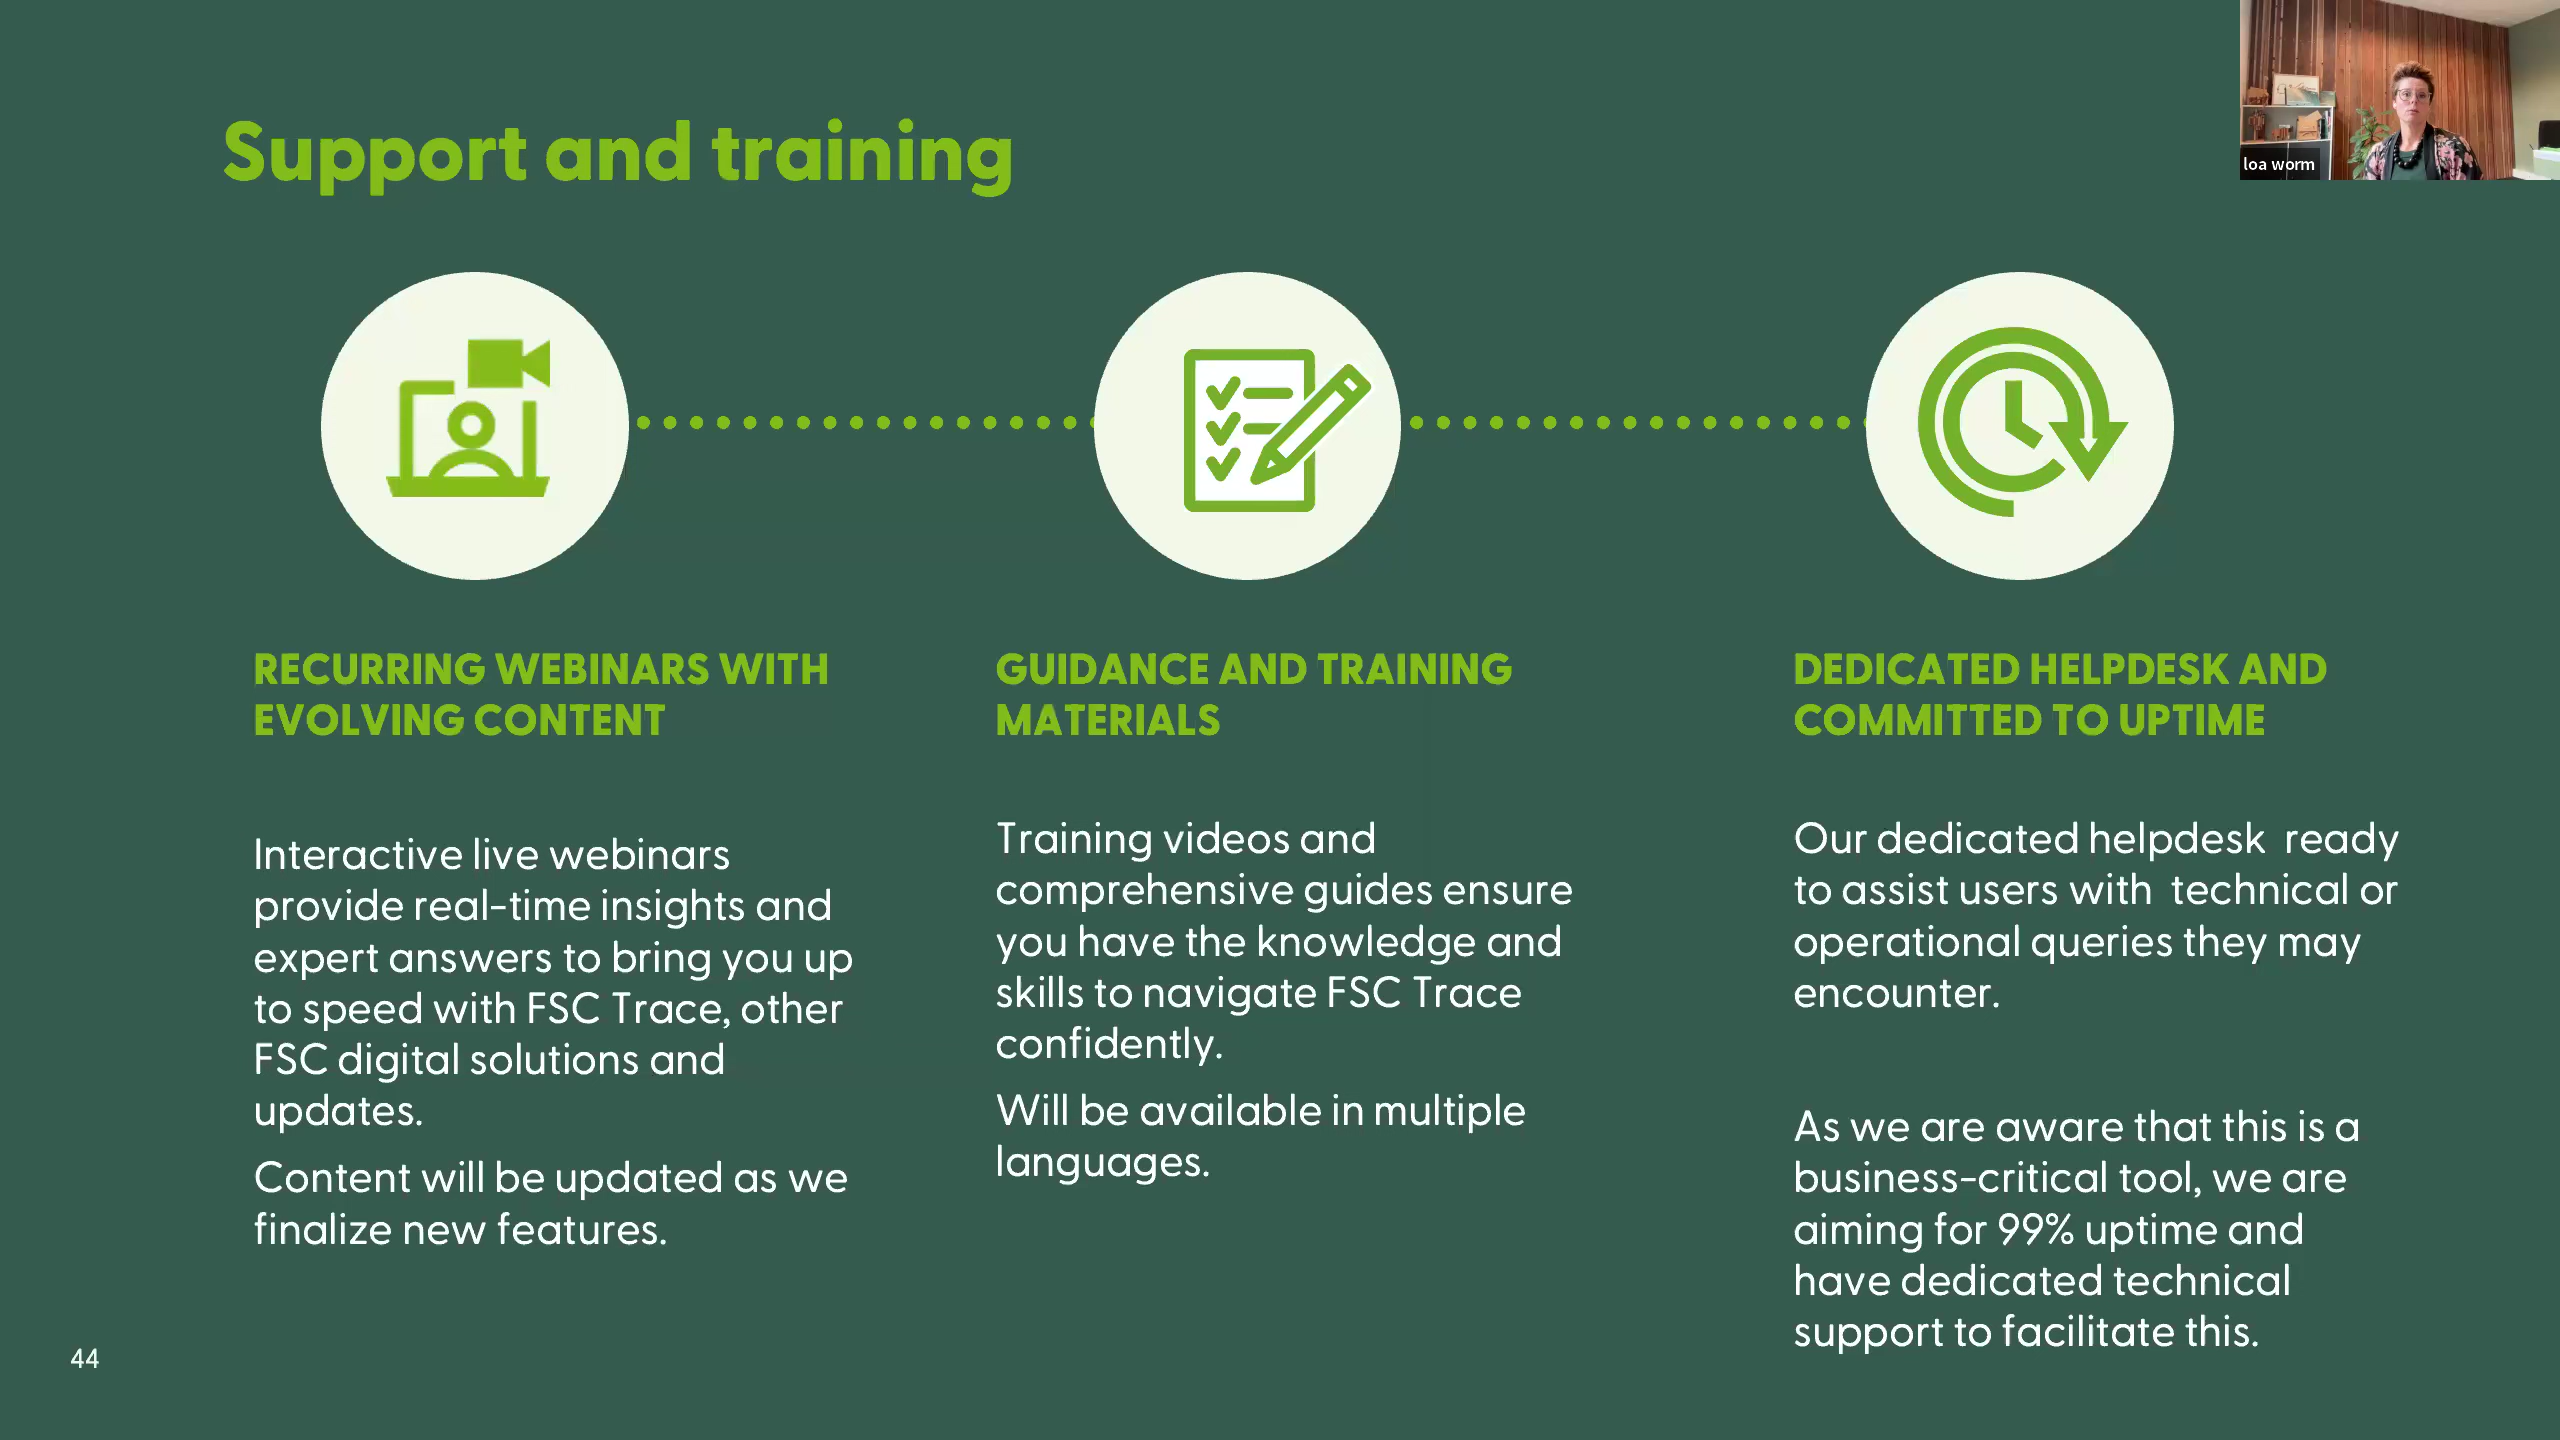 Support and training
loa worm
RECURRING WEBINARS WITH
EVOLVING CONTENT
Interactive live webinars
provide real-time insights and
expert answers to bring you up
to speed with FSC Trace, other
FSC digital solutions and
updates.
Content will be updated as we
finalize new features.
GUIDANCE AND TRAINING
MATERIALS
Training videos and
comprehensive guides ensure
you have the knowledge and
skills to navigate FSC Trace
confidently.
Will be available in multiple
languages.
DEDICATED HELPDESK AND
COMMITTED TO UPTIME
Our dedicated helpdesk  ready
to assist users with  technical or
operational queries they may
encounter.
As we are aware that this is a
business-critical tool, we are
aiming for 99% uptime and
have dedicated technical
support to facilitate this.
44